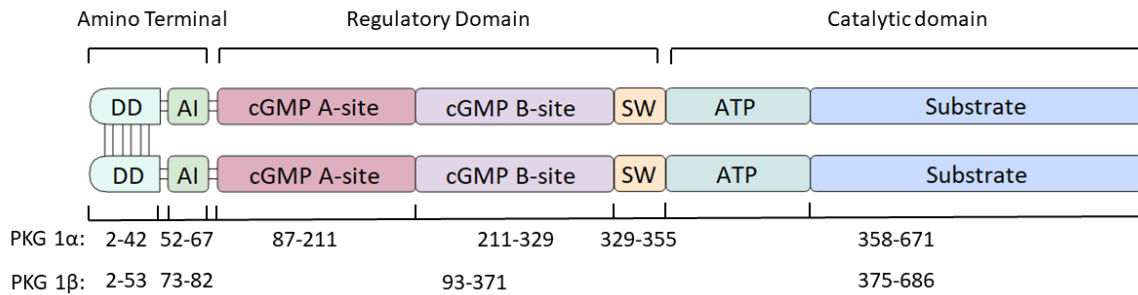 Amino Terminal Regulatory Domain Catalytic domain
DD AI cGMP A-site cGMP B-site SW ATP Substrate
DD AI cGMP A-site cGMP B-site SW ATP Substrate
PKG 1α: 2-42 52-67 87-211 211-329 329-355 358-671
PKG 1β: 2-53 73-82 93-371 375-686